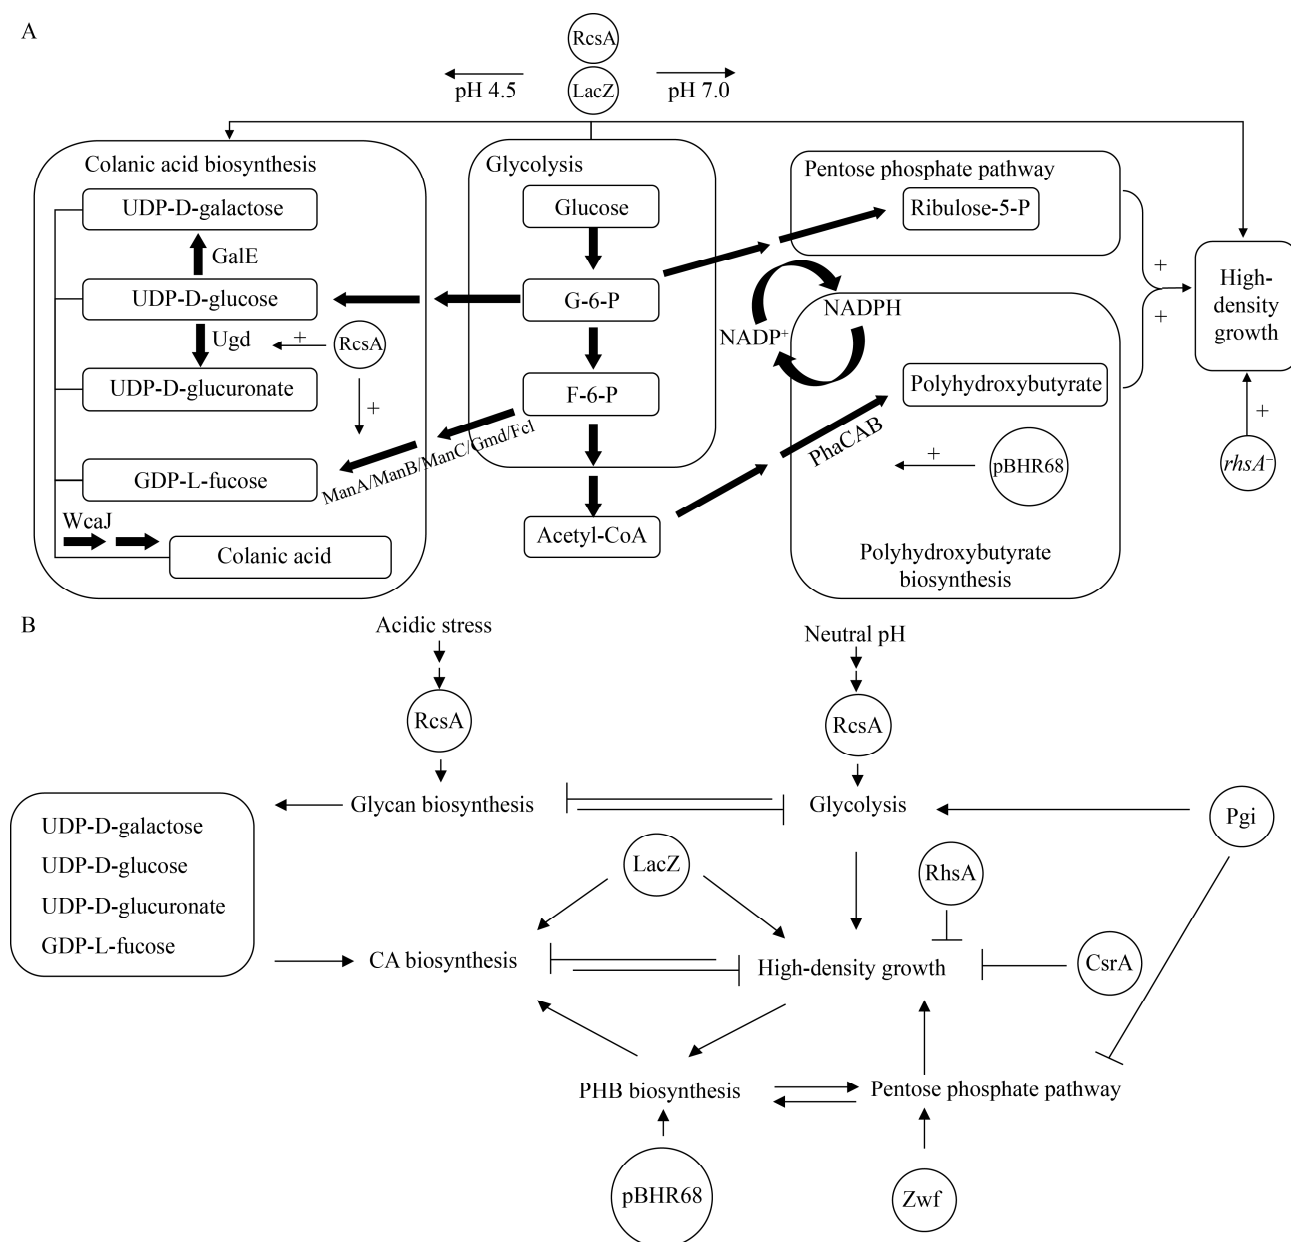 A
RcsA
LacZ
pH 4.5
pH 7.0
Colanic acid biosynthesis
UDP-D-galactose
GalE
UDP-D-glucose
Ugd
+
RcsA
UDP-D-glucuronate
+
GDP-L-fucose
ManA/ManB/ManC/Gmd/Fcl
WcaJ
Colanic acid
Glycolysis
Glucose
G-6-P
F-6-P
Acetyl-CoA
Pentose phosphate pathway
Ribulose-5-P
NADPH
NADP⁺
Polyhydroxybutyrate
PhaCAB
+
pBHR68
Polyhydroxybutyrate
biosynthesis
+
+
High-
density
growth
+
rhsA⁻
B
Acidic stress
Neutral pH
RcsA
RcsA
Glycan biosynthesis
Glycolysis
Pgi
UDP-D-galactose
UDP-D-glucose
UDP-D-glucuronate
GDP-L-fucose
LacZ
RhsA
CA biosynthesis
High-density growth
CsrA
PHB biosynthesis
Pentose phosphate pathway
pBHR68
Zwf